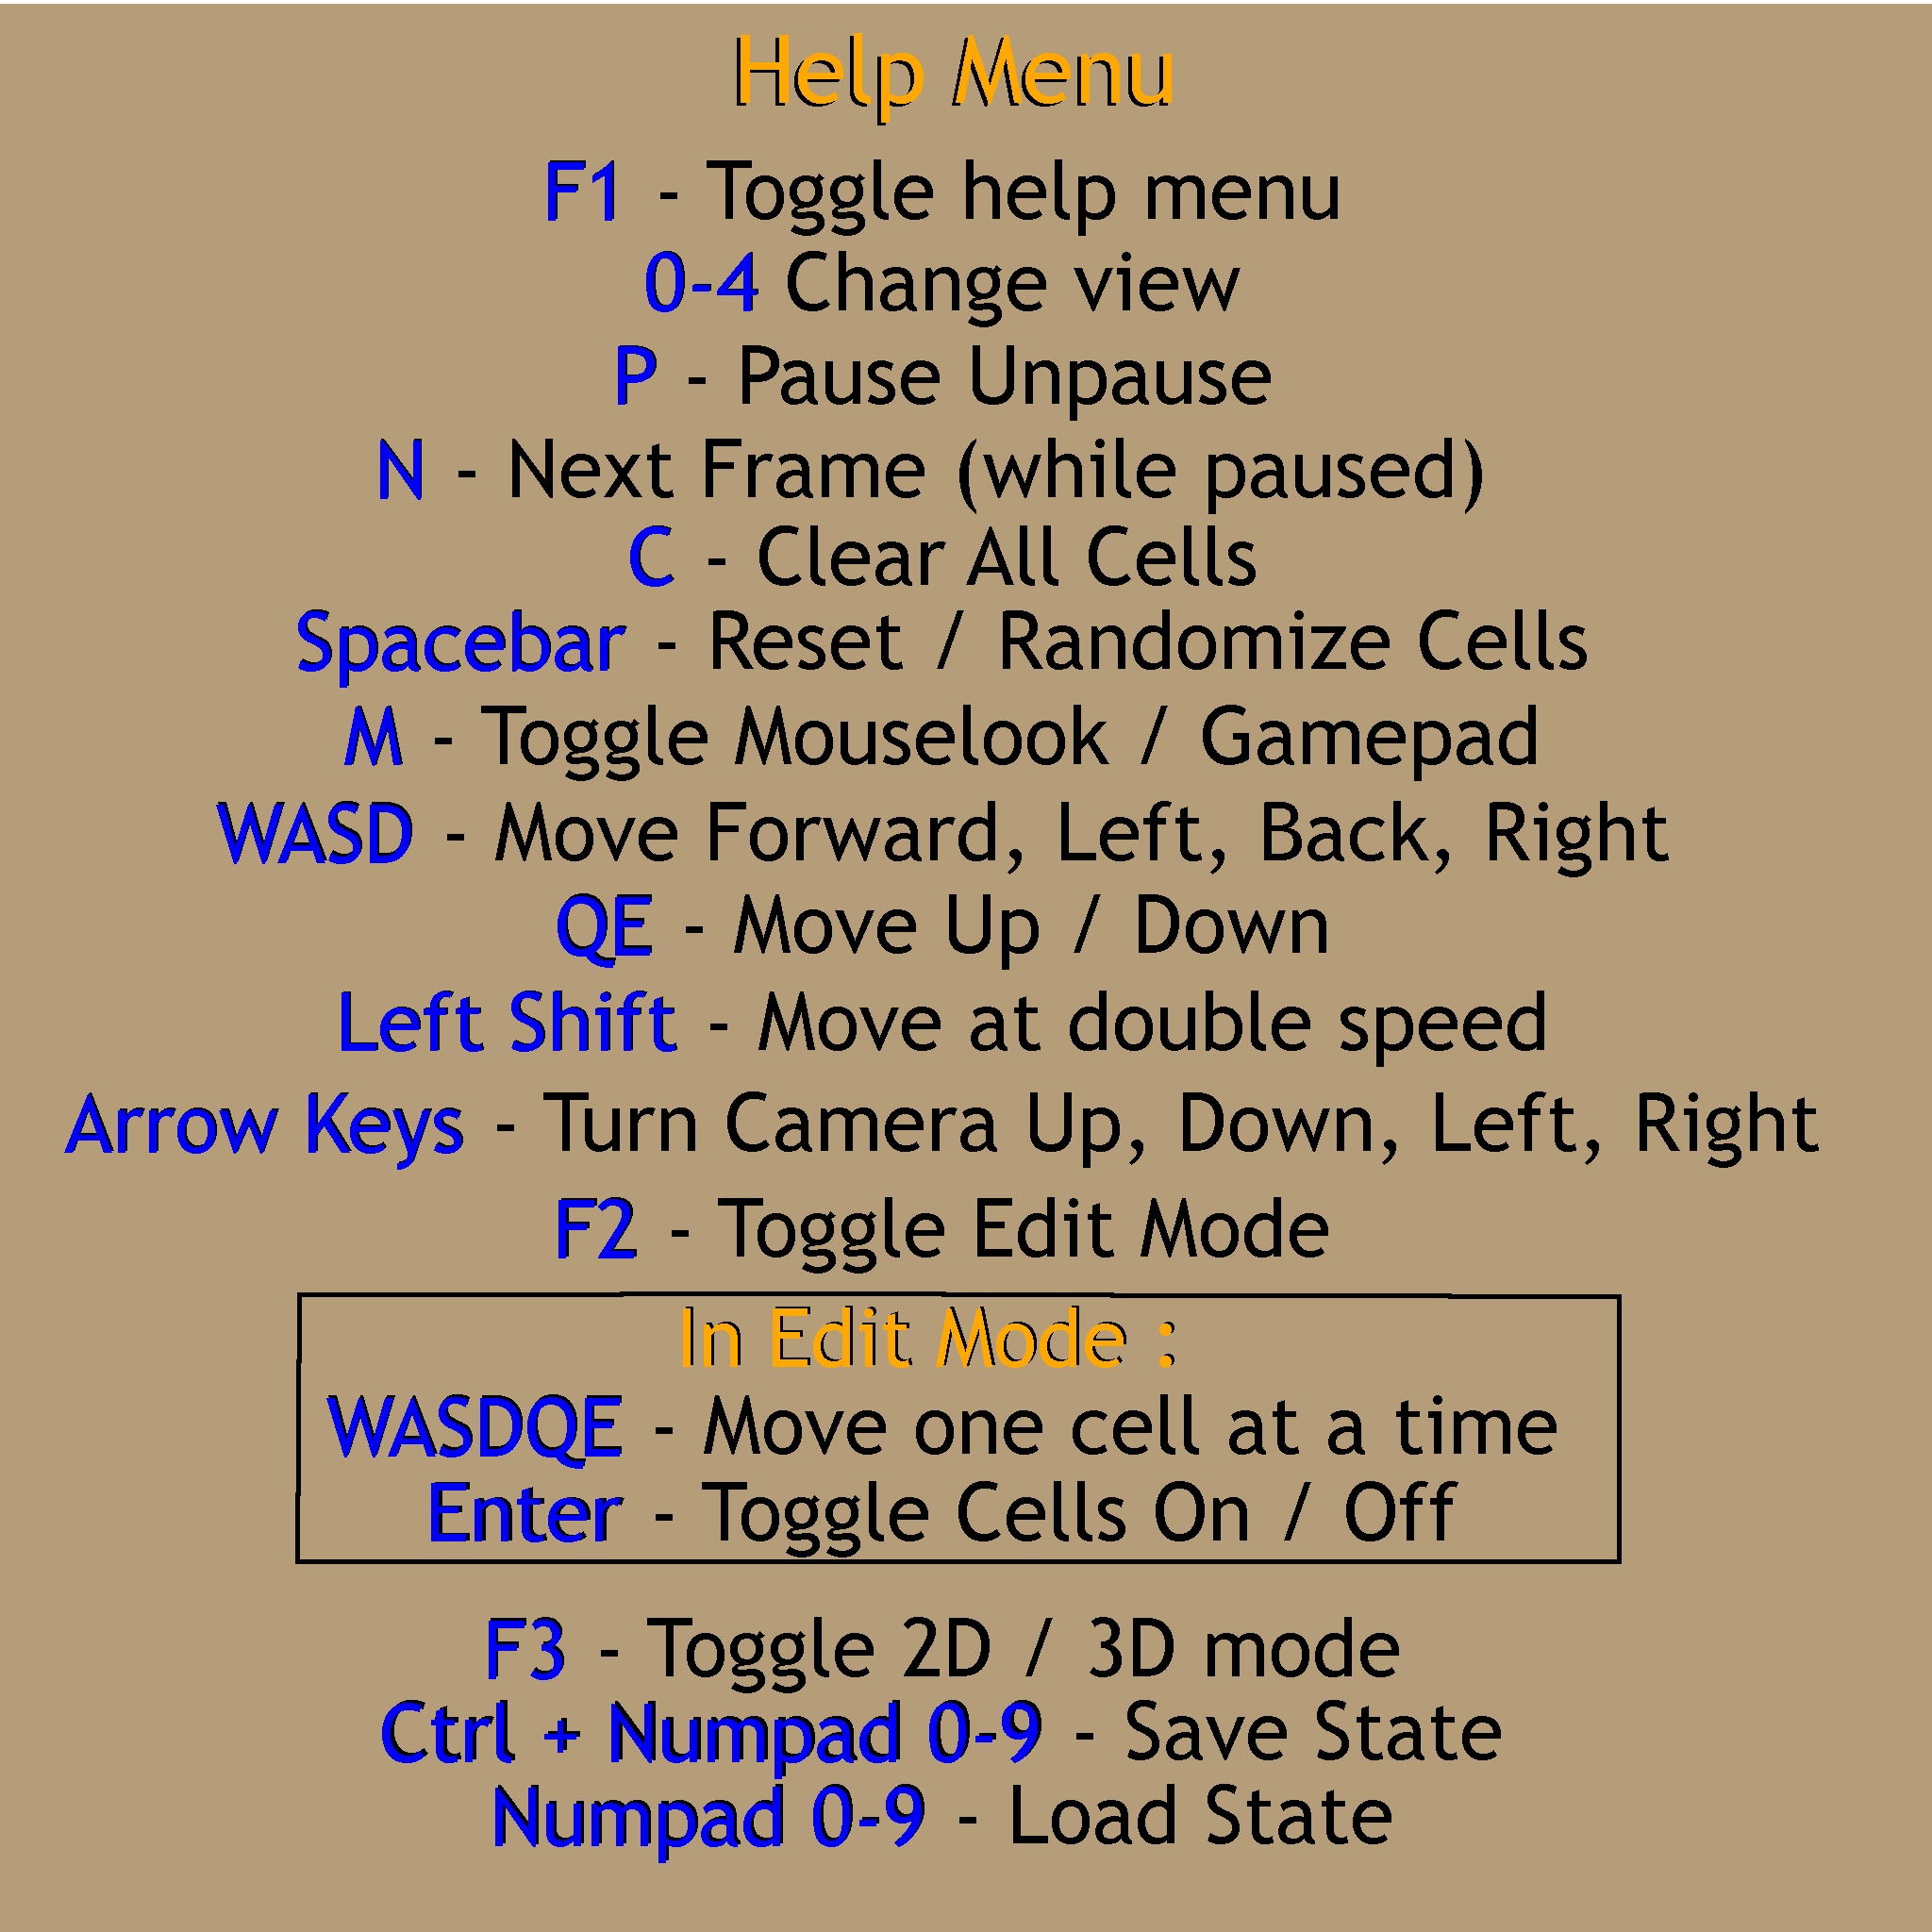 Help Menu
F1 - Toggle help menu
0-4 Change view
P - Pause Unpause
N - Next Frame (while paused)
C - Clear All Cells
Spacebar - Reset / Randomize Cells
M - Toggle Mouselook / Gamepad
WASD - Move Forward, Left, Back, Right
QE - Move Up / Down
Left Shift - Move at double speed
Arrow Keys - Turn Camera Up, Down, Left, Right
F2 - Toggle Edit Mode
In Edit Mode :
WASDQE - Move one cell at a time
Enter - Toggle Cells On / Off
F3 - Toggle 2D / 3D mode
Ctrl + Numpad 0-9 - Save State
Numpad 0-9 - Load State